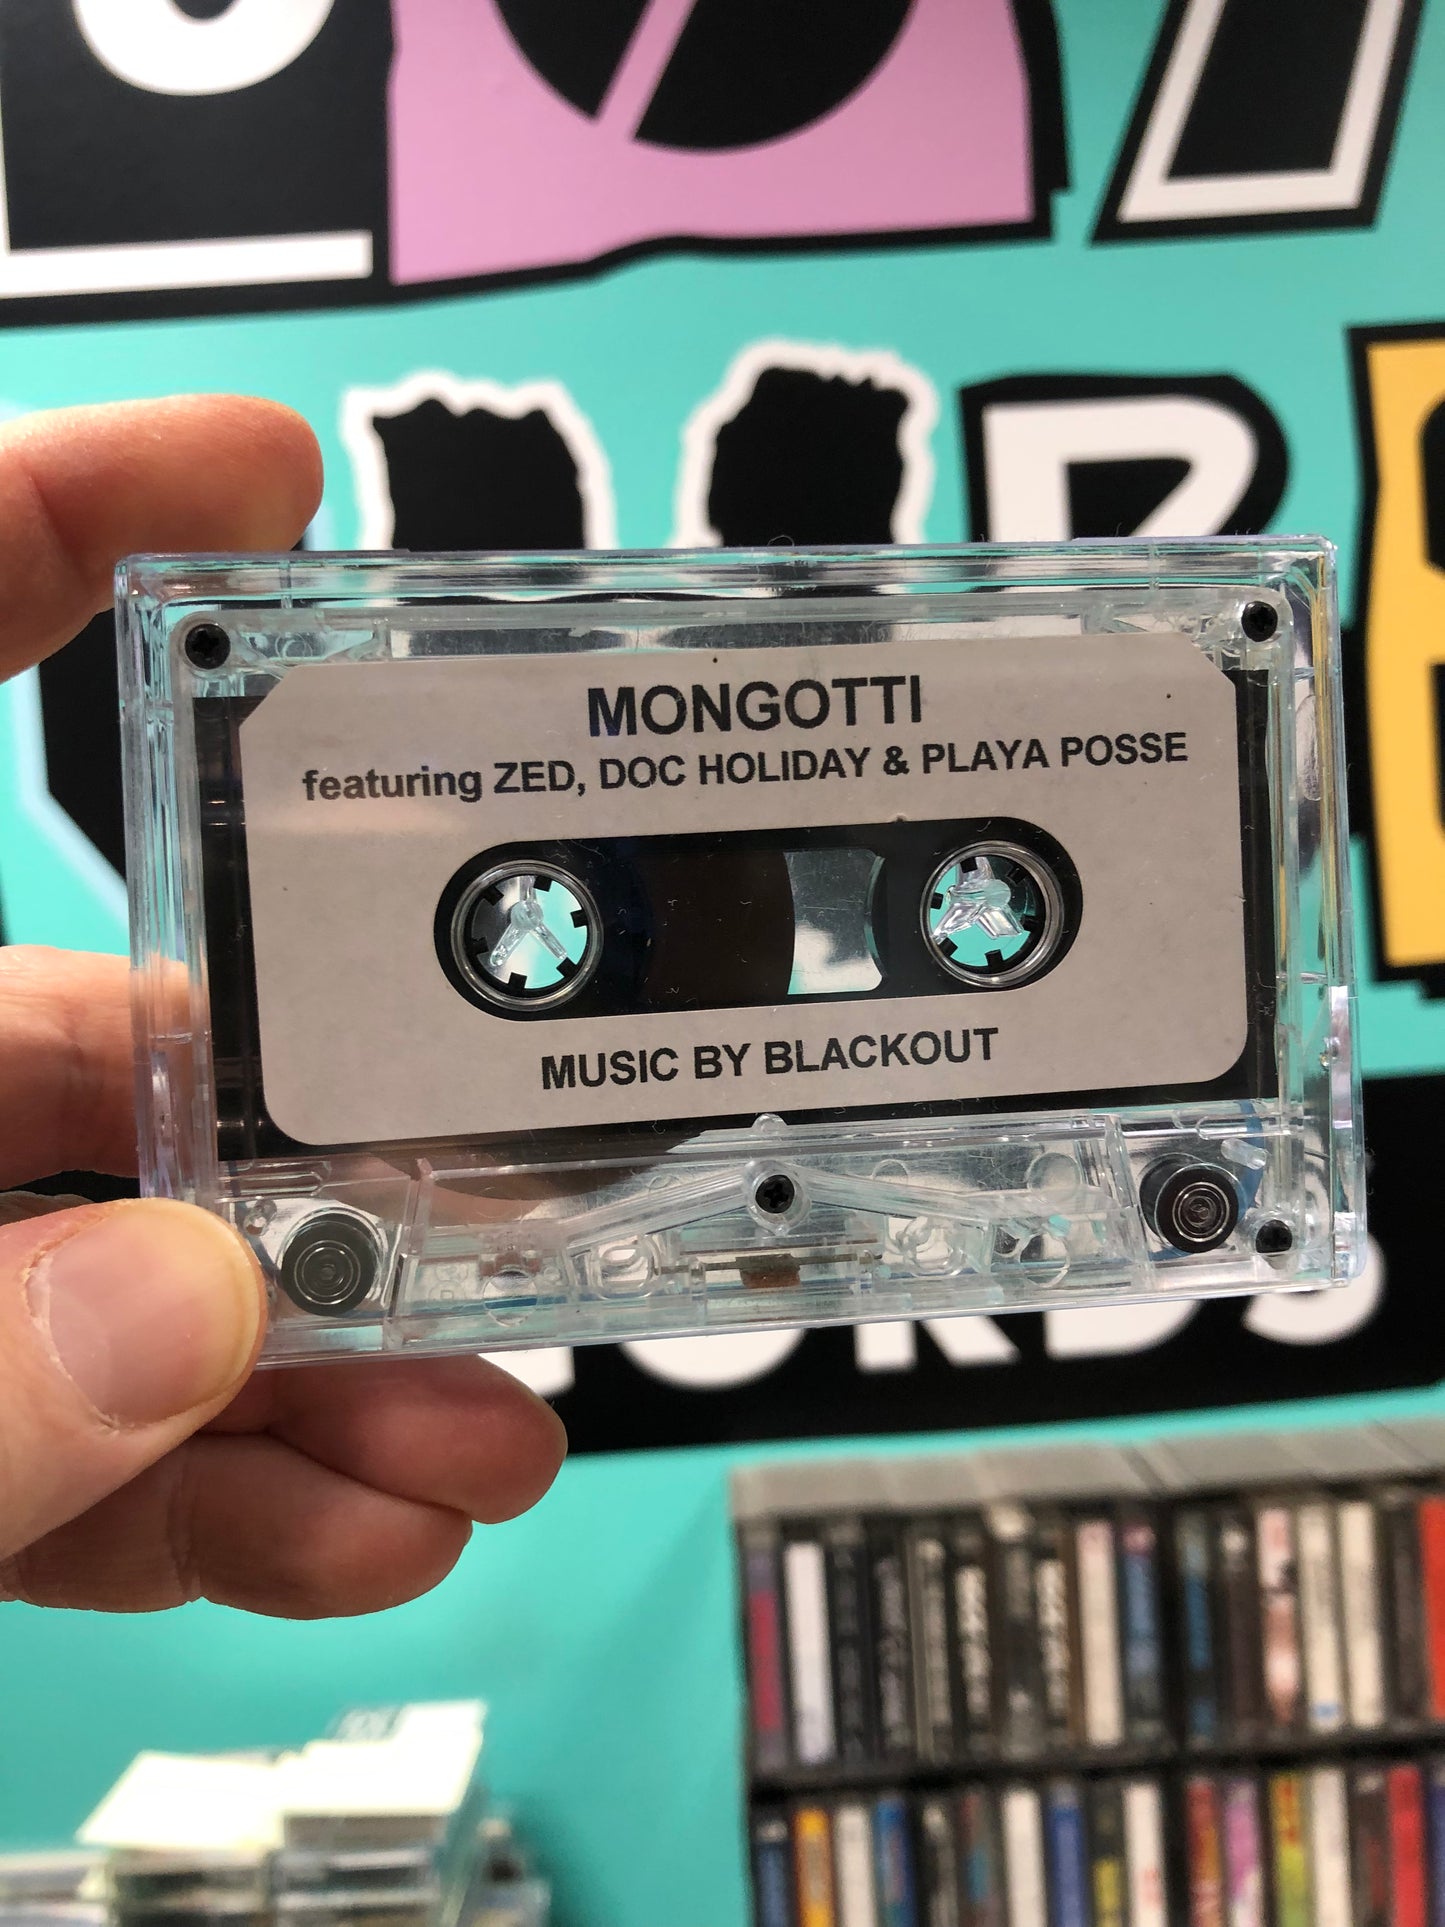 MONGOTTI
featuring ZED, DOC HOLIDAY & PLAYA POSSE
MUSIC BY BLACKOUT